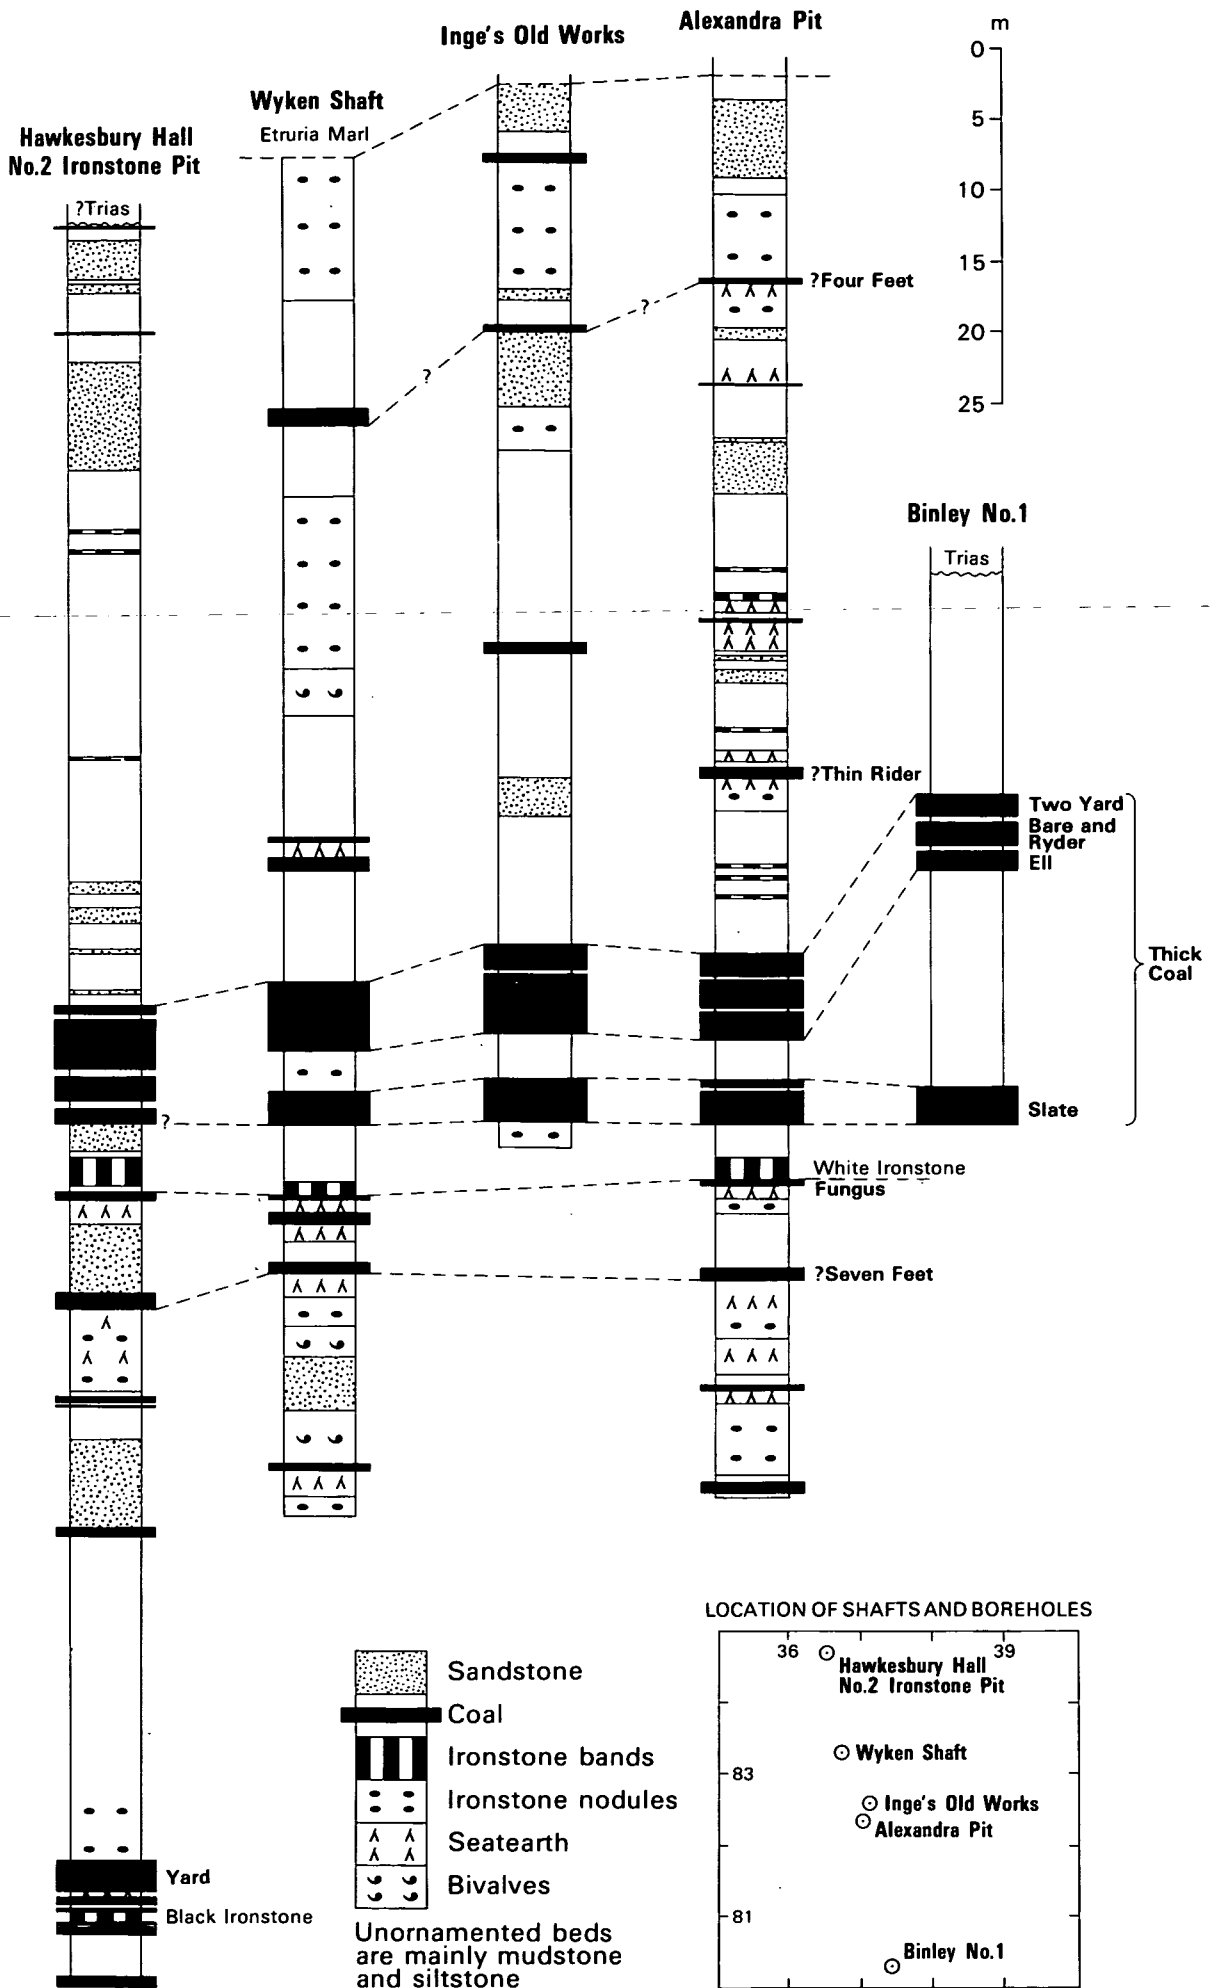 Hawkesbury Hall
No.2 Ironstone Pit
?Trias
Wyken Shaft
Etruria Marl
Inge's Old Works
Alexandra Pit
m
0
5
10
15
20
25
?
?
?Four Feet
Binley No.1
Trias
?Thin Rider
Two Yard
Bare and
Ryder
Ell
Thick
Coal
Slate
?
White Ironstone
Fungus
?Seven Feet
Yard
Black Ironstone
Sandstone
Coal
Ironstone bands
Ironstone nodules
Seatearth
Bivalves
Unornamented beds
are mainly mudstone
and siltstone
LOCATION OF SHAFTS AND BOREHOLES
36
39
Hawkesbury Hall
No.2 Ironstone Pit
Wyken Shaft
83
Inge's Old Works
Alexandra Pit
81
Binley No.1